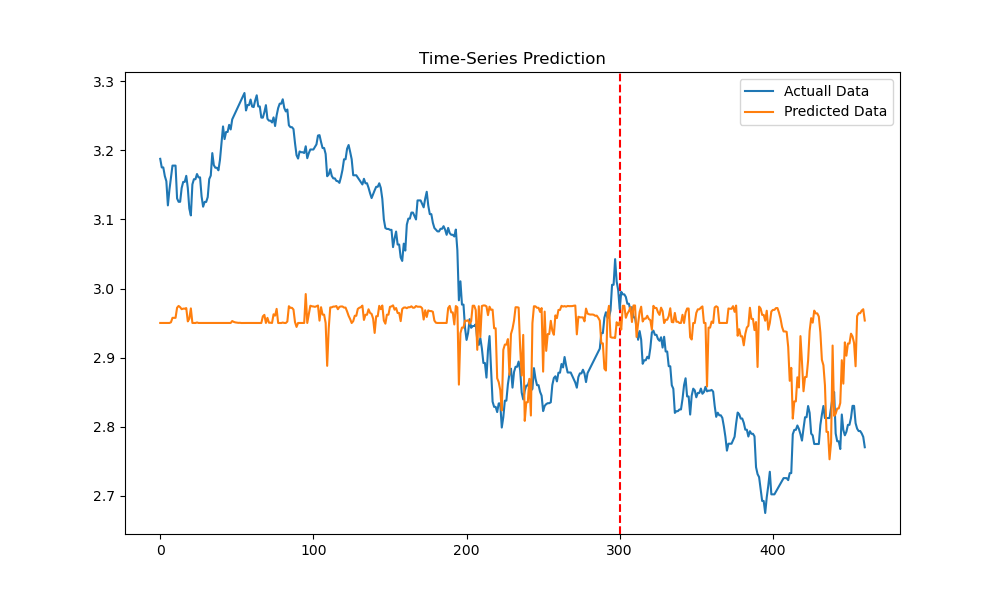 Time-Series Prediction
Actuall Data
Predicted Data
3.3
3.2
3.1
3.0
2.9
2.8
2.7
0 100 200 300 400